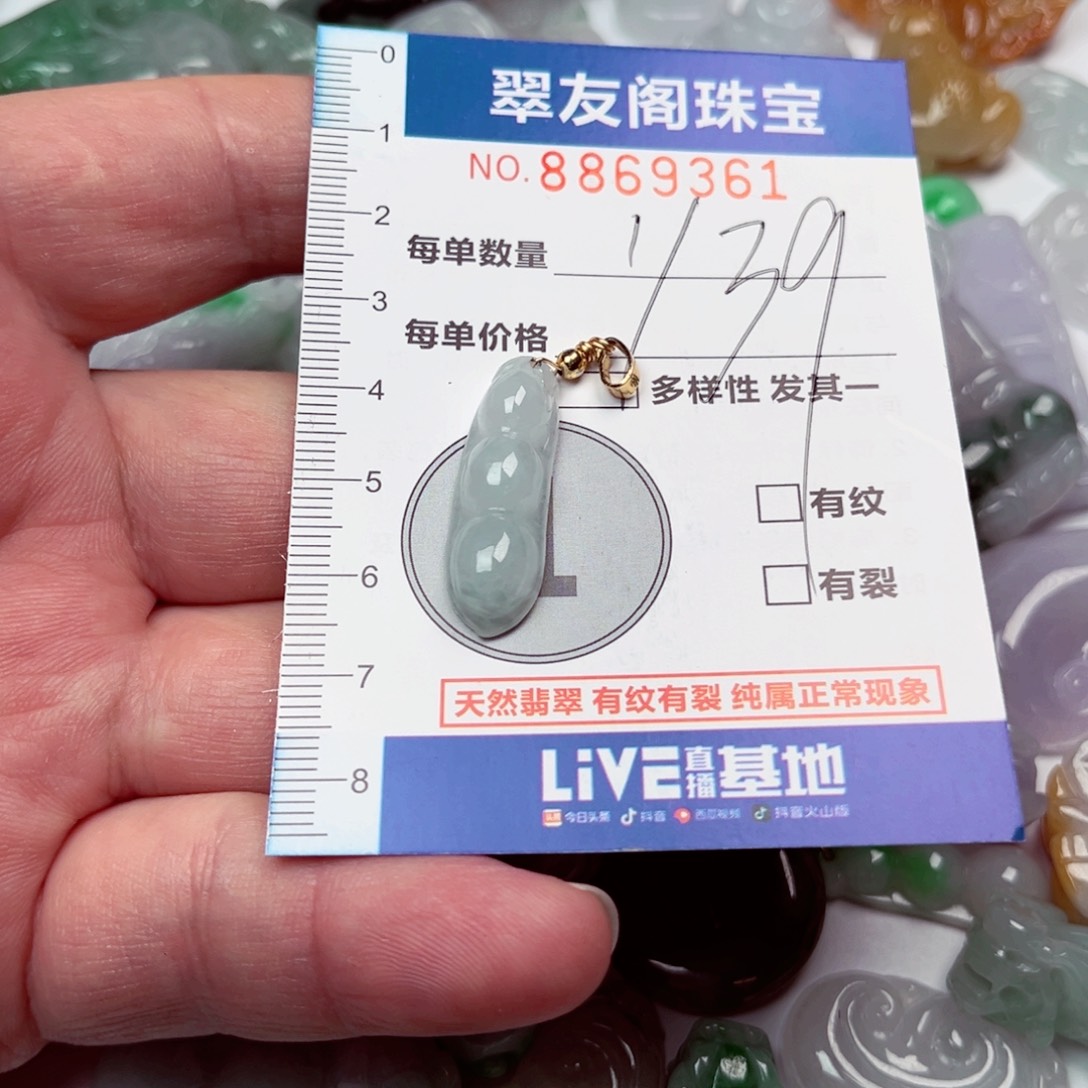 0
翠友阁珠宝
1
NO.8869361
2
每单数量 1/39
3
每单价格
4
多样性 发其一
5
有纹
6
有裂
7
天然翡翠 有纹有裂 纯属正常现象
8
LiVE直播基地
今日头条 抖音 西瓜视频 抖音火山版